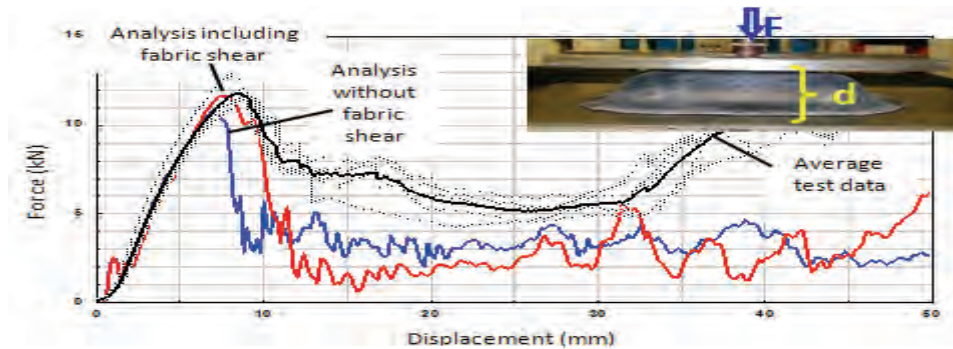 15
10
5
0
Force (kN)
Analysis including
fabric shear
Analysis
without
fabric
shear
F
d
Average
test data
0
10
20
30
40
50
Displacement (mm)